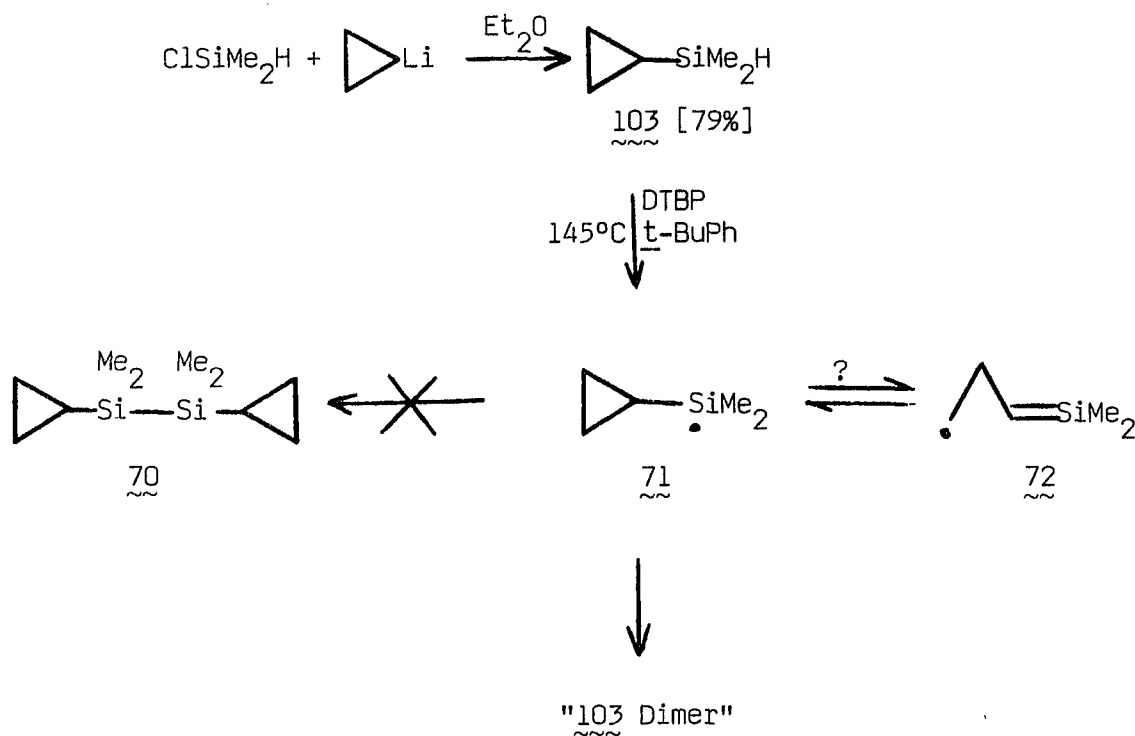 ClSiMe2H + Li Et2O SiMe2H
103 [79%]
DTBP
145ºC t-BuPh
Me2 Me2
Si Si
70
SiMe2
71
?
SiMe2
72
"103 Dimer"